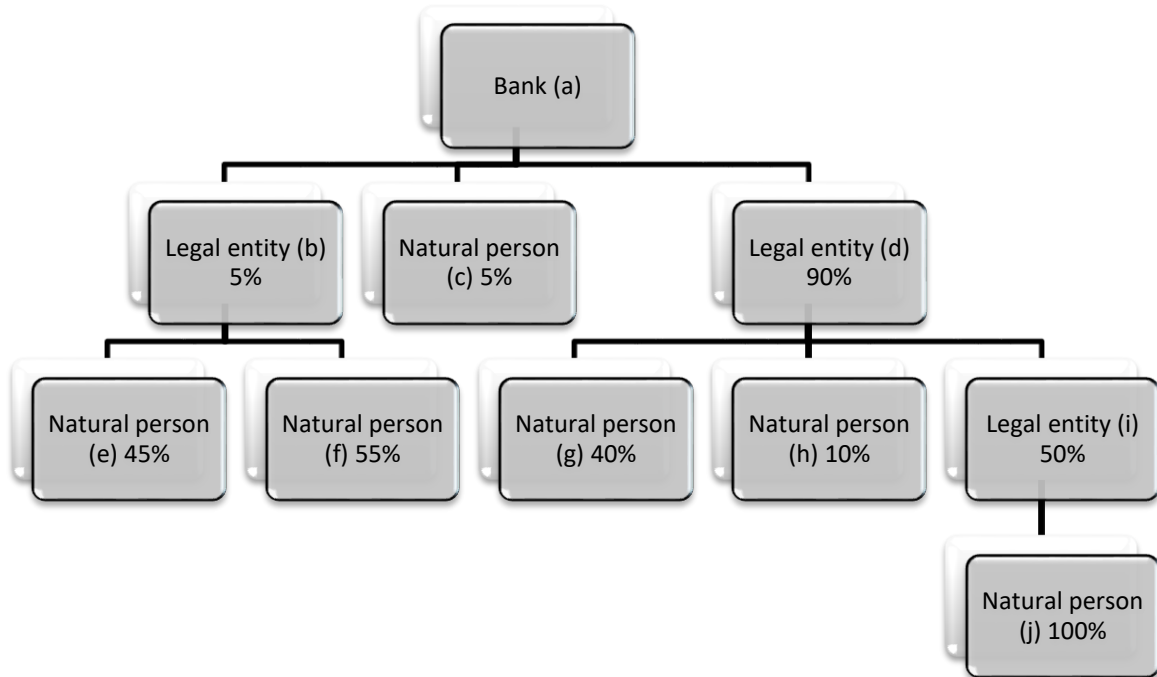 Bank (a)
Legal entity (b)
5%
Natural person
(c) 5%
Legal entity (d)
90%
Natural person
(e) 45%
Natural person
(f) 55%
Natural person
(g) 40%
Natural person
(h) 10%
Legal entity (i)
50%
Natural person
(j) 100%